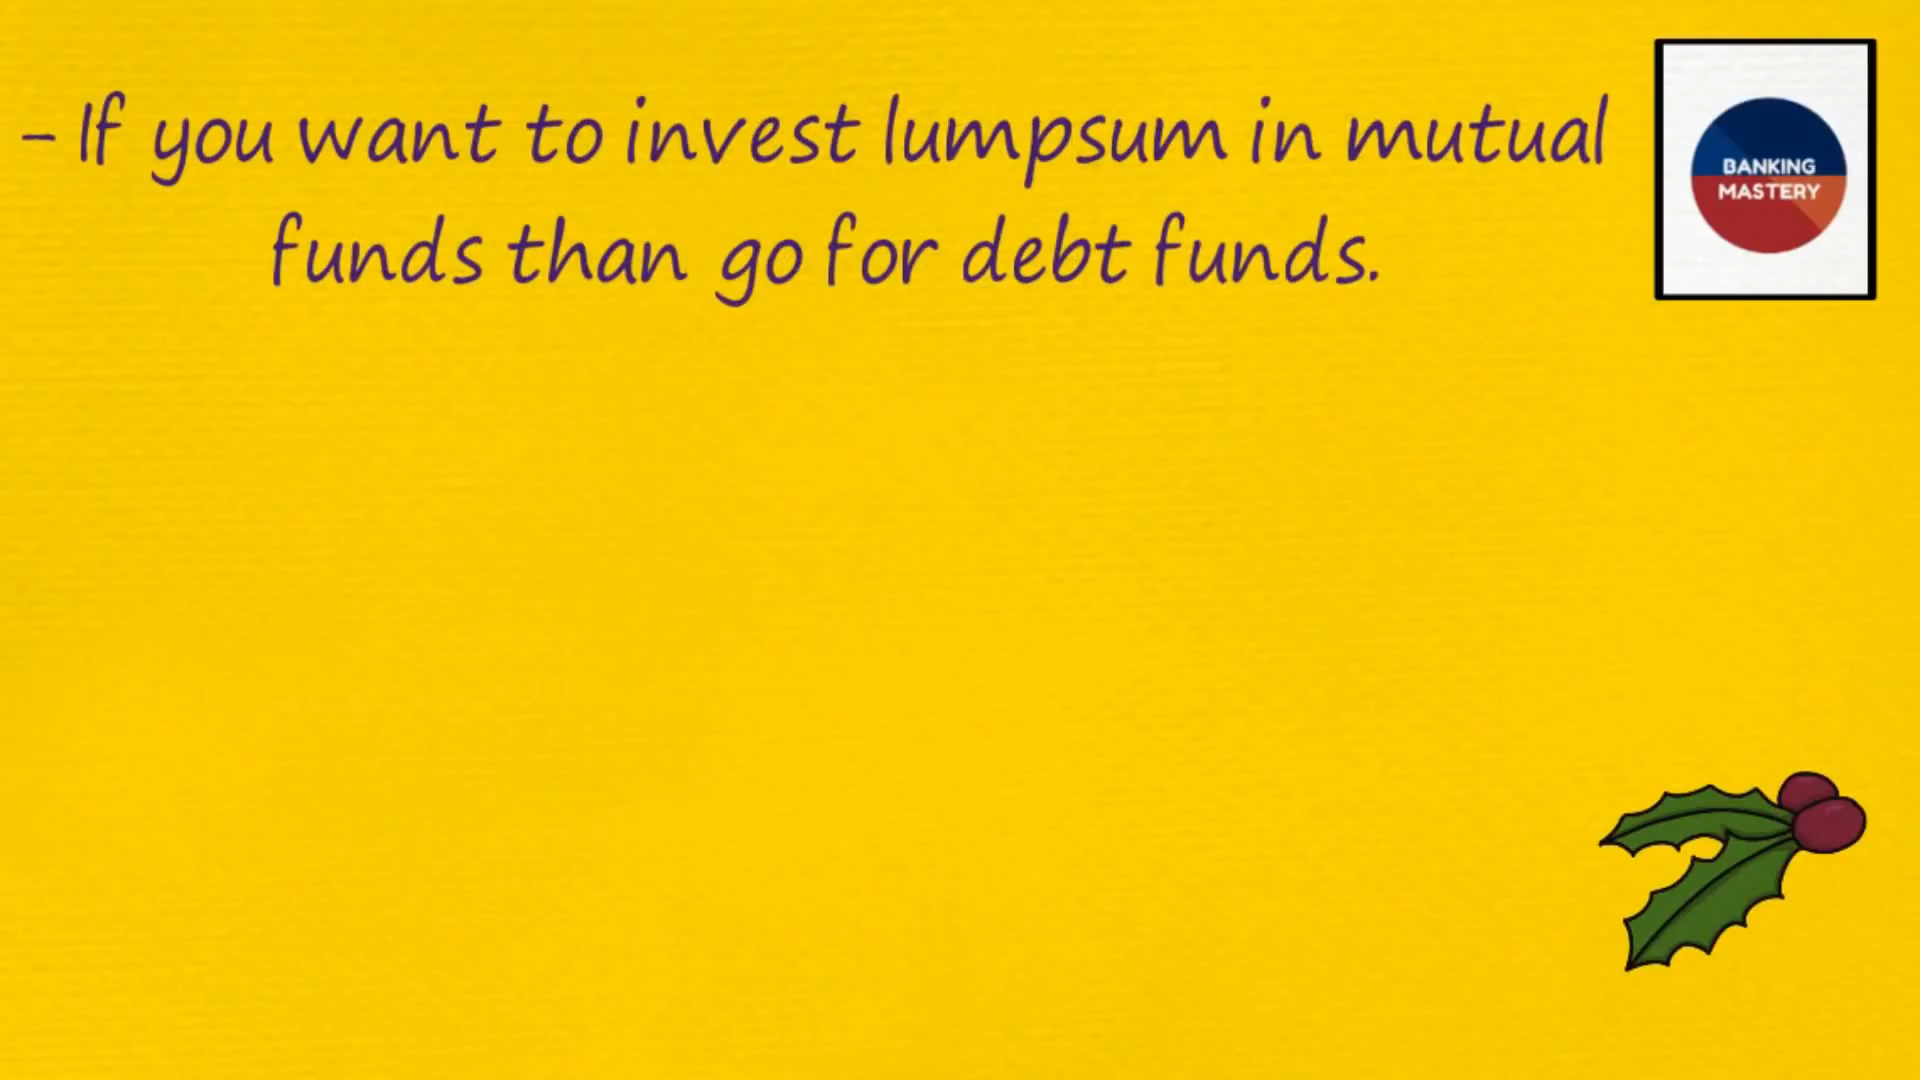 - If you want to invest lumpsum in mutual
funds than go for debt funds.
BANKING
MASTERY